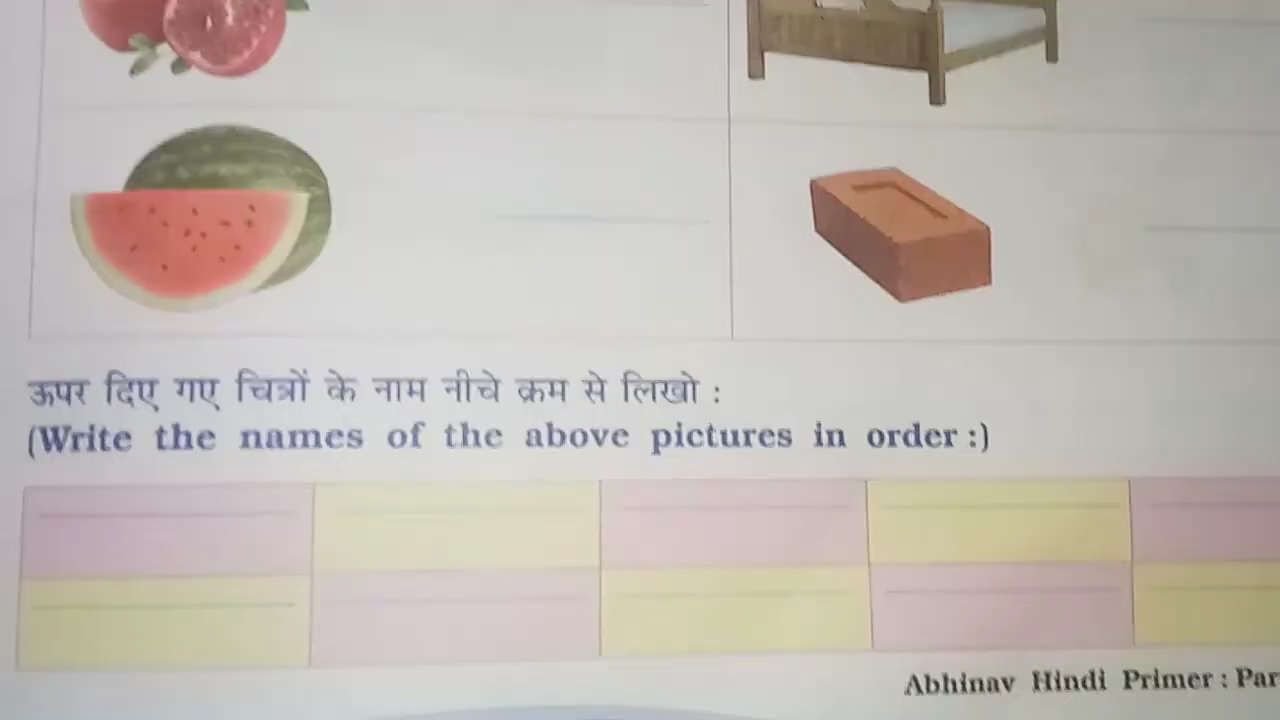 ऊपर दिए गए चित्रों के नाम नीचे क्रम से लिखो :
(Write the names of the above pictures in order :)
Abhinav Hindi Primer : Par